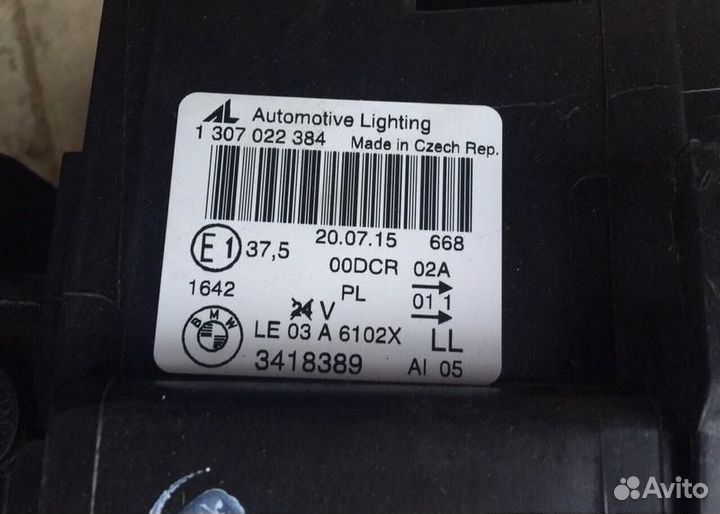 AL Automotive Lighting
1 307 022 384 Made in Czech Rep.
20.07.15 668
E1 37,5 00DCR 02A
1642 PL 01 1
24 V
BMW LE 03 A 6102X LL
3418389 AI 05
Avito